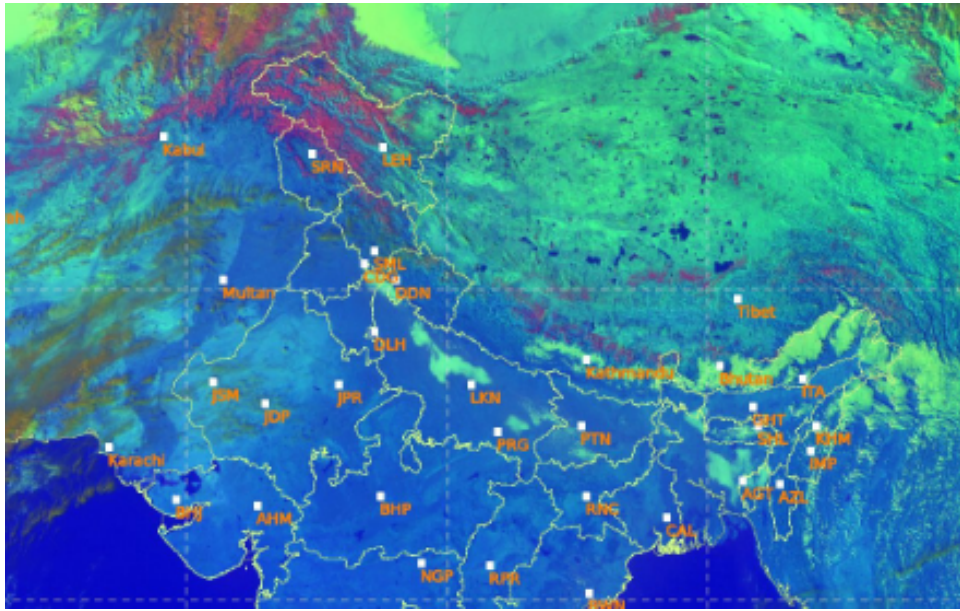 Kabul
SRN
LEH
ah
SML
Multan
DDN
Tibet
DLH
Kathmandu
Bhutan
ITA
JSM
JDP
JPR
LKN
GHT
PRG
PTN
SHL
KHM
IMP
Karachi
BHJ
AHM
BHP
RNC
AGT
AZL
CAL
NGP
RPR